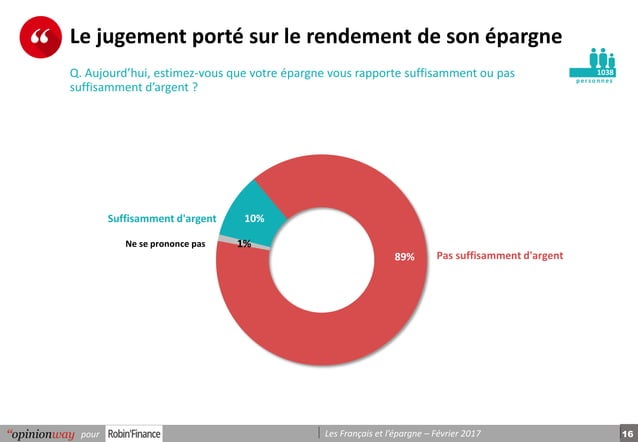 “ Le jugement porté sur le rendement de son épargne
Q. Aujourd’hui, estimez-vous que votre épargne vous rapporte suffisamment ou pas
suffisamment d’argent ?
1038
personnes
Suffisamment d'argent
10%
Ne se prononce pas
1%
89%
Pas suffisamment d'argent
“opinionway pour Robin'Finance
Les Français et l’épargne – Février 2017
16